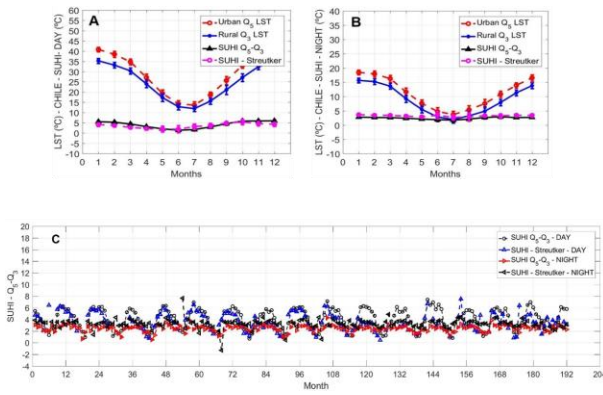 A
Urban Q5 LST
Rural Q3 LST
SUHI Q5-Q3
SUHI - Streutker
LST (ºC) - CHILE - SUHI- DAY (ºC)
60
55
50
45
40
35
30
25
20
15
10
5
0
-5
-10
0 1 2 3 4 5 6 7 8 9 10 11 12
Months
B
Urban Q5 LST
Rural Q3 LST
SUHI Q5-Q3
SUHI - Streutker
LST (ºC) - CHILE - SUHI - NIGHT (ºC)
40
35
30
25
20
15
10
5
0
-5
-10
0 1 2 3 4 5 6 7 8 9 10 11 12
Months
C
SUHI Q5-Q3 - DAY
SUHI - Streutker - DAY
SUHI Q5-Q3 - NIGHT
SUHI - Streutker - NIGHT
SUHI - Q5-Q3
20
18
16
14
12
10
8
6
4
2
0
-2
-4
0 12 24 36 48 60 72 84 96 108 120 132 144 156 168 180 192 204
Month